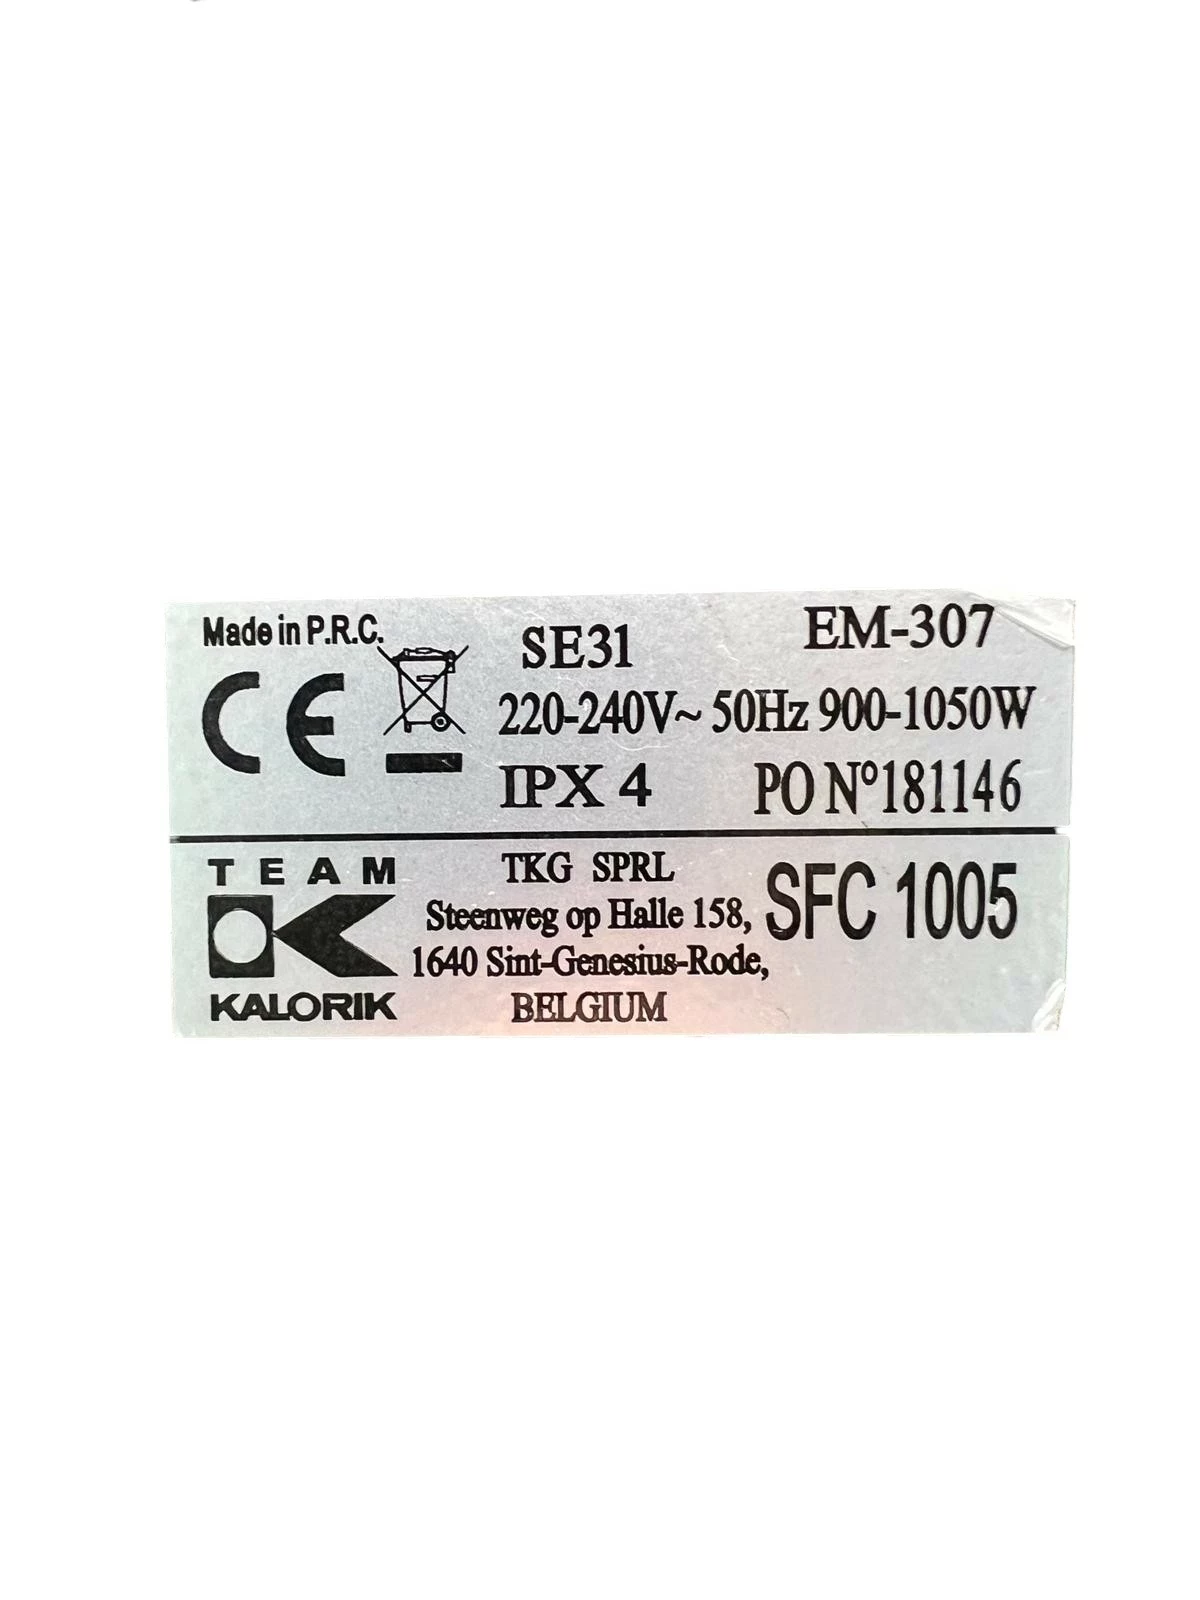 Made in P.R.C.
CE
SE31
EM-307
220-240V~ 50Hz 900-1050W
IPX 4
PO N°181146
TEAM
K
KALORIK
TKG SPRL
Steenweg op Halle 158,
1640 Sint-Genesius-Rode,
BELGIUM
SFC 1005